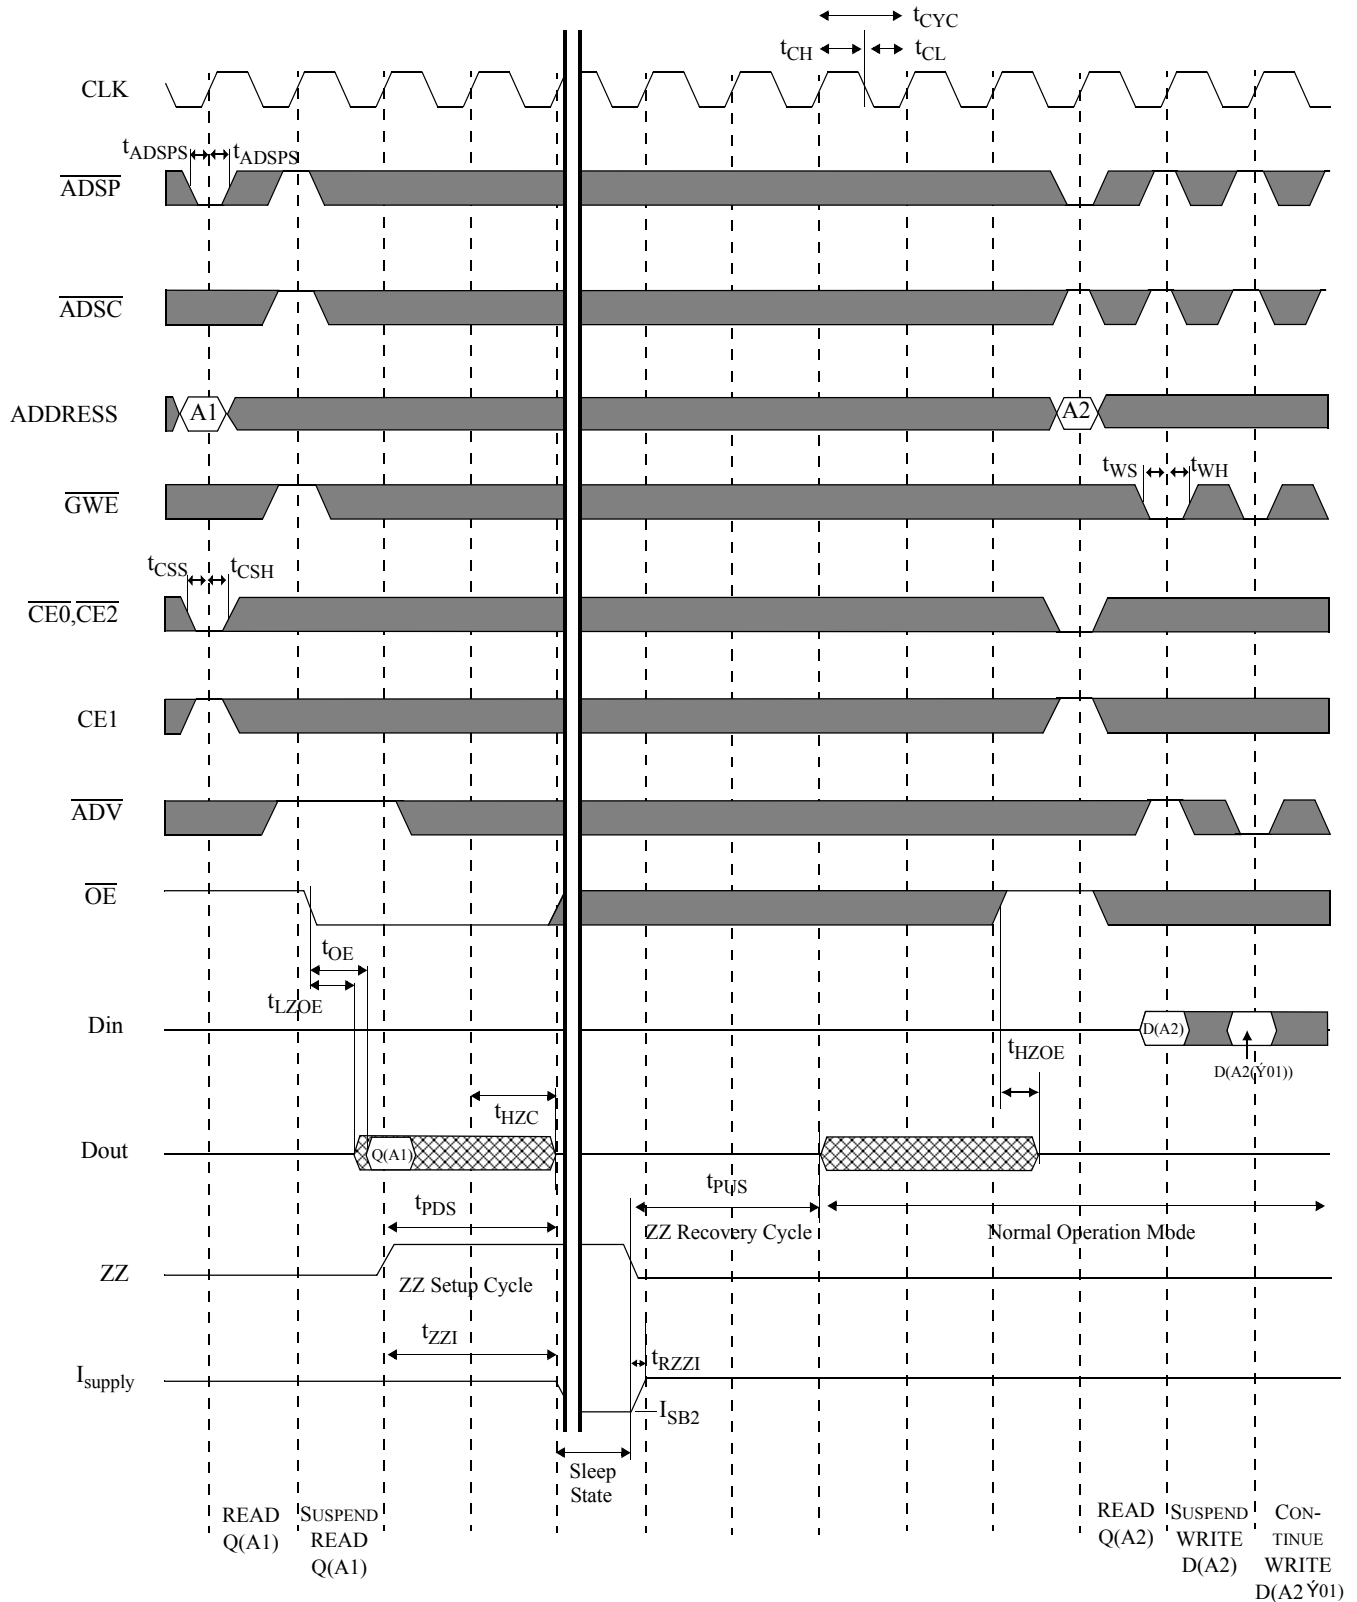 tCYC
tCH
tCL
CLK
tADSPS
tADSPS
ADSP
ADSC
ADDRESS
A1
A2
tWS
tWH
GWE
tCSS
tCSH
CE0,CE2
CE1
ADV
OE
tOE
tLZOE
Din
D(A2)
tHZOE
D(A2(Ý01))
tHZC
Dout
Q(A1)
tPUS
tPDS
ZZ Recovery Cycle
Normal Operation Mode
ZZ
ZZ Setup Cycle
tZZI
tRZZI
Isupply
ISB2
Sleep
State
READ
Q(A1)
SUSPEND
READ
Q(A1)
READ
Q(A2)
SUSPEND
WRITE
D(A2)
CON-
TINUE
WRITE
D(A2Ý01)